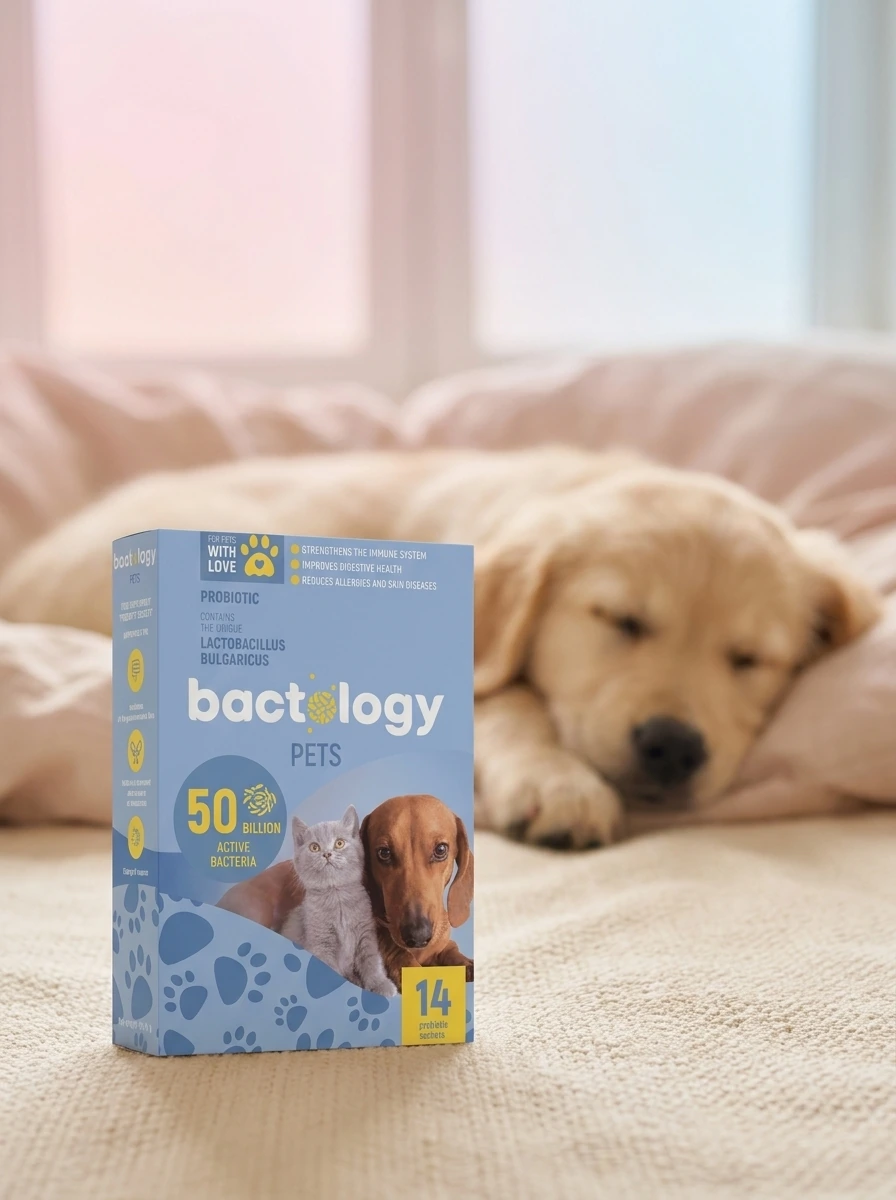 FOR PETS
WITH
LOVE
STRENGTHENS THE IMMUNE SYSTEM
IMPROVES DIGESTIVE HEALTH
REDUCES ALLERGIES AND SKIN DISEASES
PROBIOTIC
CONTAINS
THE
LACTOBACILLUS
BULGARICUS
bactology
PETS
50
BILLION
ACTIVE
BACTERIA
14
probiotic
sachets
bactology
PETS